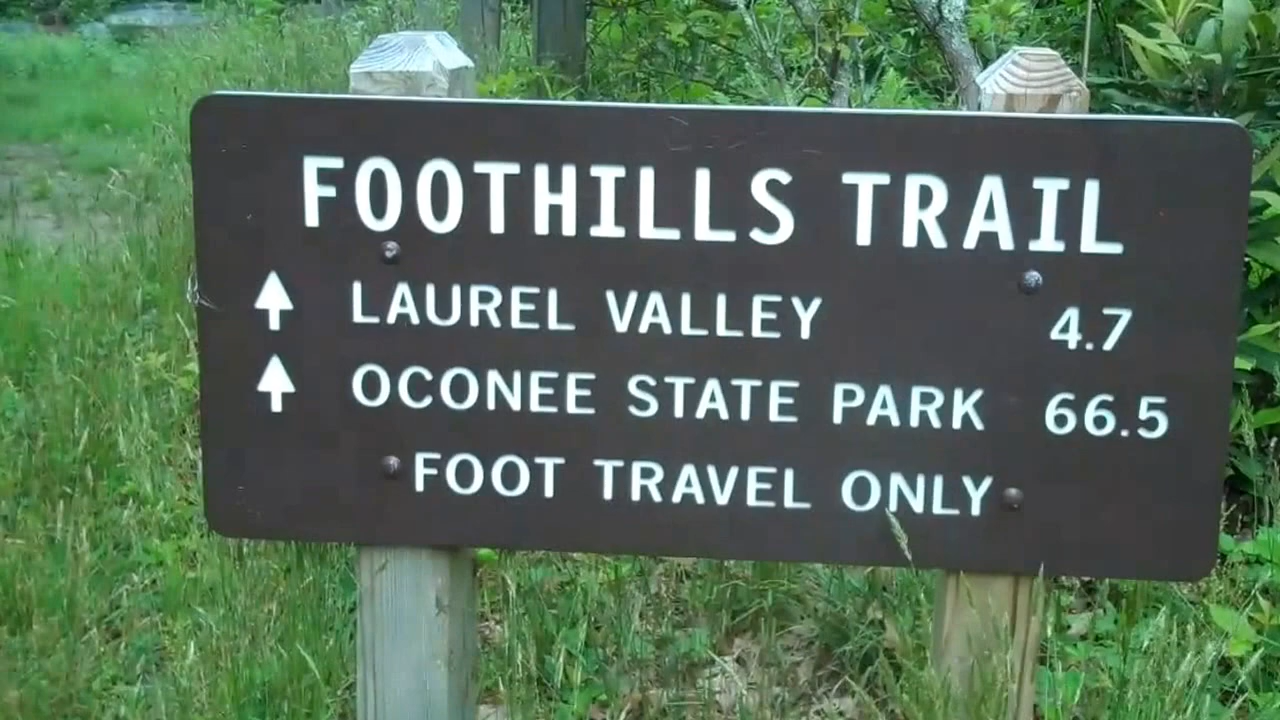 FOOTHILLS TRAIL
LAUREL VALLEY 4.7
OCONEE STATE PARK 66.5
FOOT TRAVEL ONLY